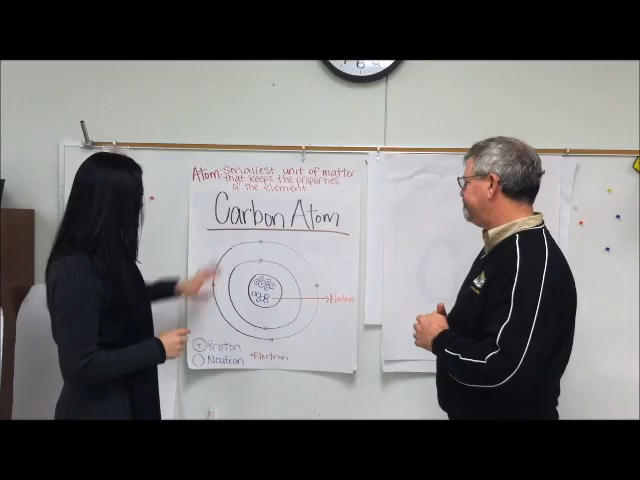 Atom: Smallest unit of matter
that keeps the properties
of the element
Carbon Atom
Nucleus
+ Proton
Neutron
Electron